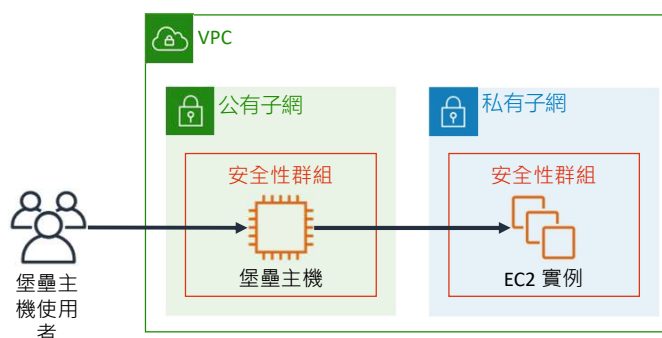 VPC
公有子網
私有子網
安全性群組
安全性群組
堡壘主機
EC2 實例
堡壘主
機使用
者